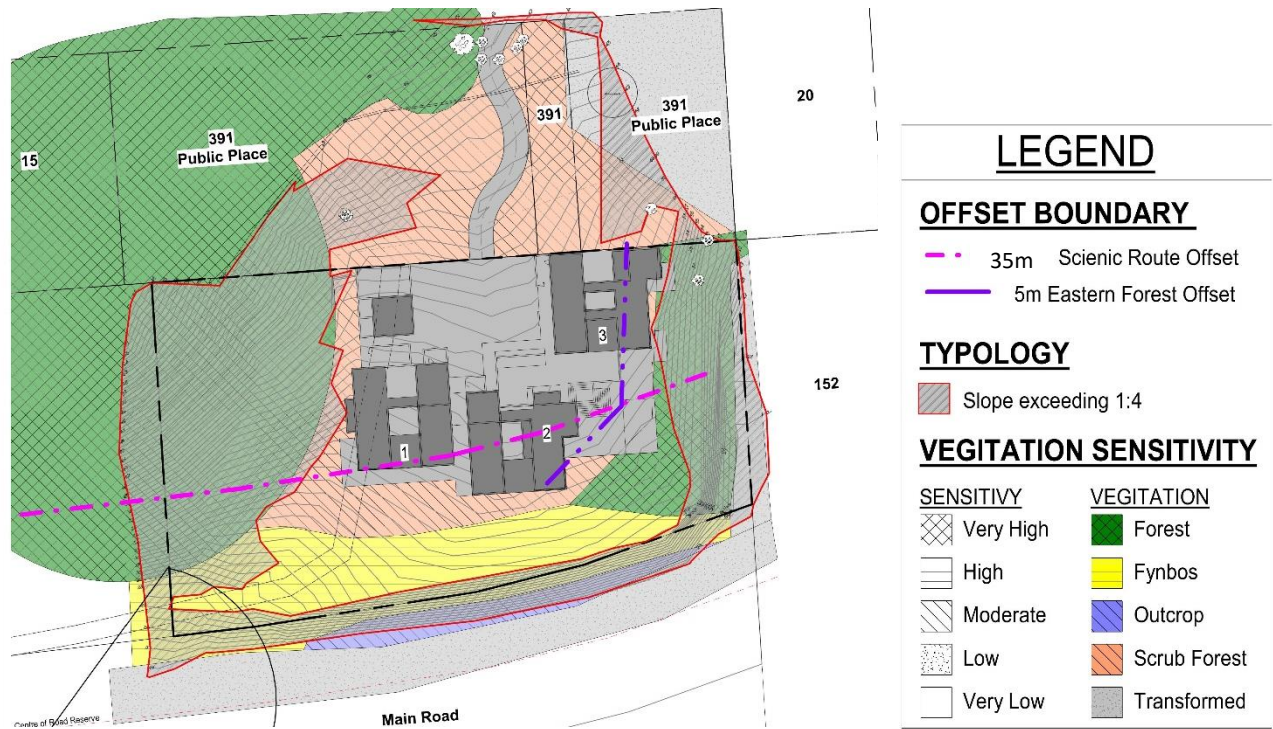 15
391
Public Place
391
391
Public Place
20
152
3
2
1
Centre of Road Reserve
Main Road
LEGEND
OFFSET BOUNDARY
35m Scienic Route Offset
5m Eastern Forest Offset
TYPOLOGY
Slope exceeding 1:4
VEGITATION SENSITIVITY
SENSITIVY VEGITATION
Very High Forest
High Fynbos
Moderate Outcrop
Low Scrub Forest
Very Low Transformed